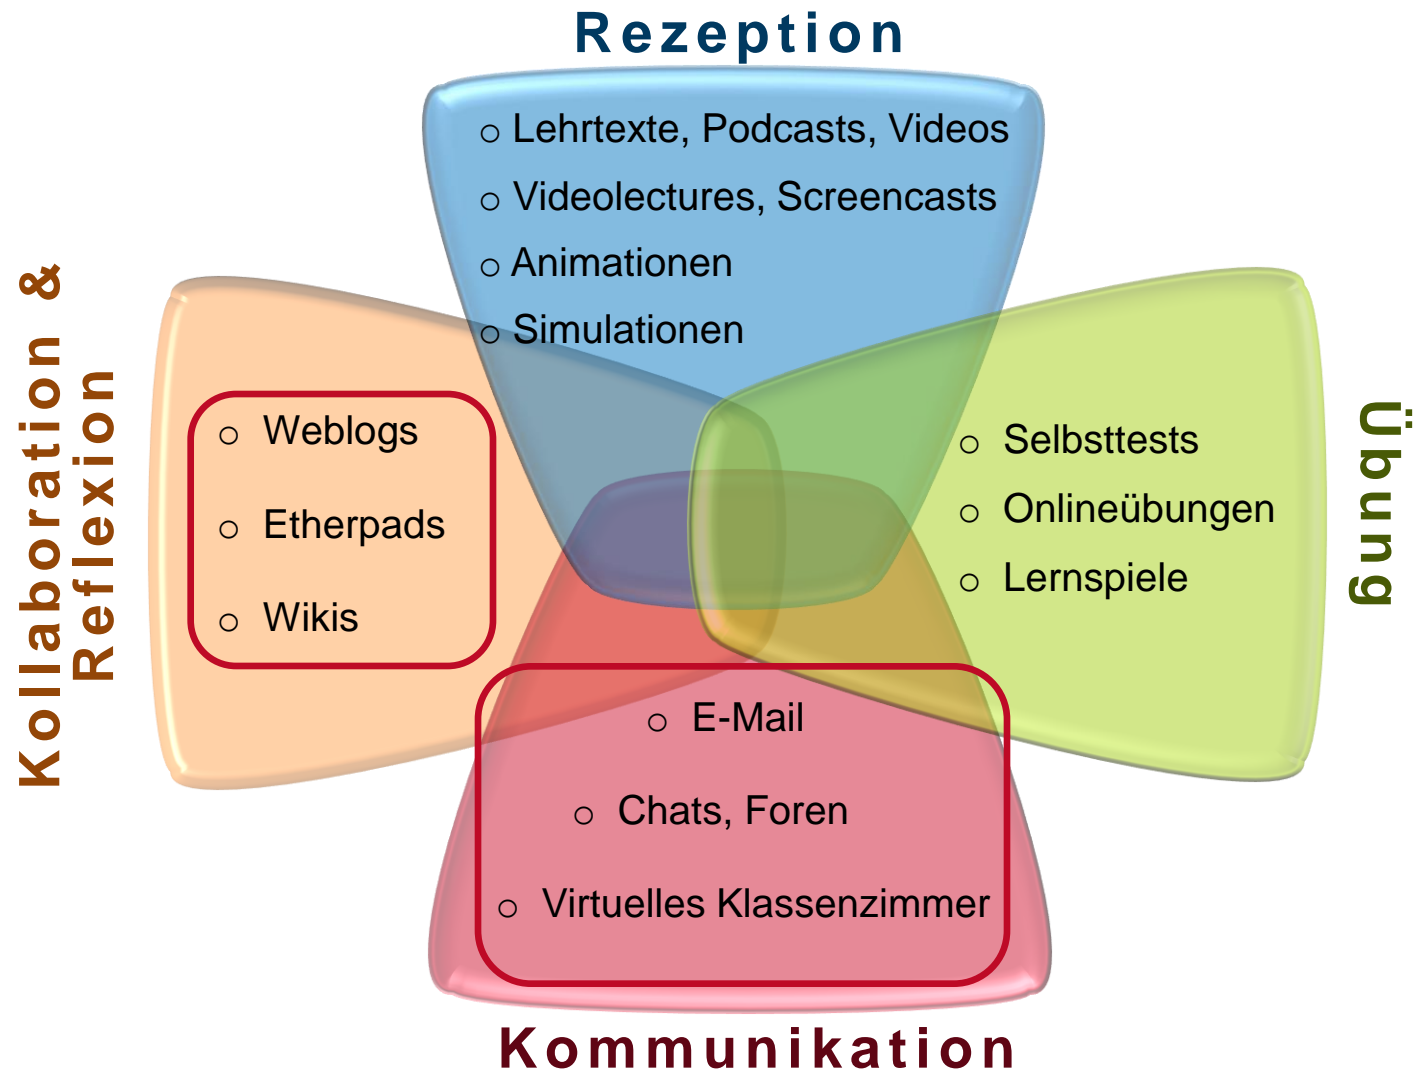 Rezeption
o Lehrtexte, Podcasts, Videos
o Videolectures, Screencasts
o Animationen
o Simulationen
Kollaboration &
Reflexion
o Weblogs
o Etherpads
o Wikis
Übung
o Selbsttests
o Onlineübungen
o Lernspiele
o E-Mail
o Chats, Foren
o Virtuelles Klassenzimmer
Kommunikation